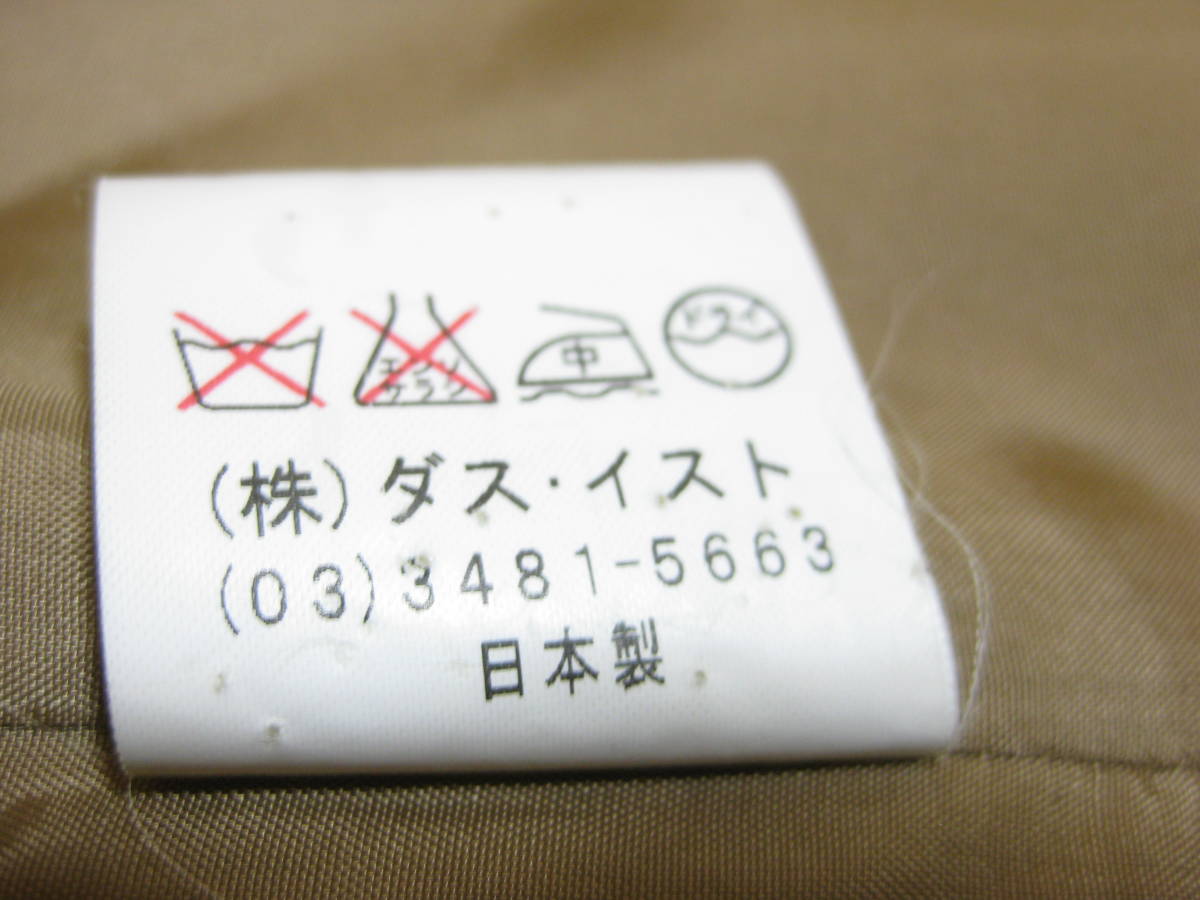 エンソ
サラシ
中
ドライ
(株)ダス・イスト
(03)3481-5663
日本製